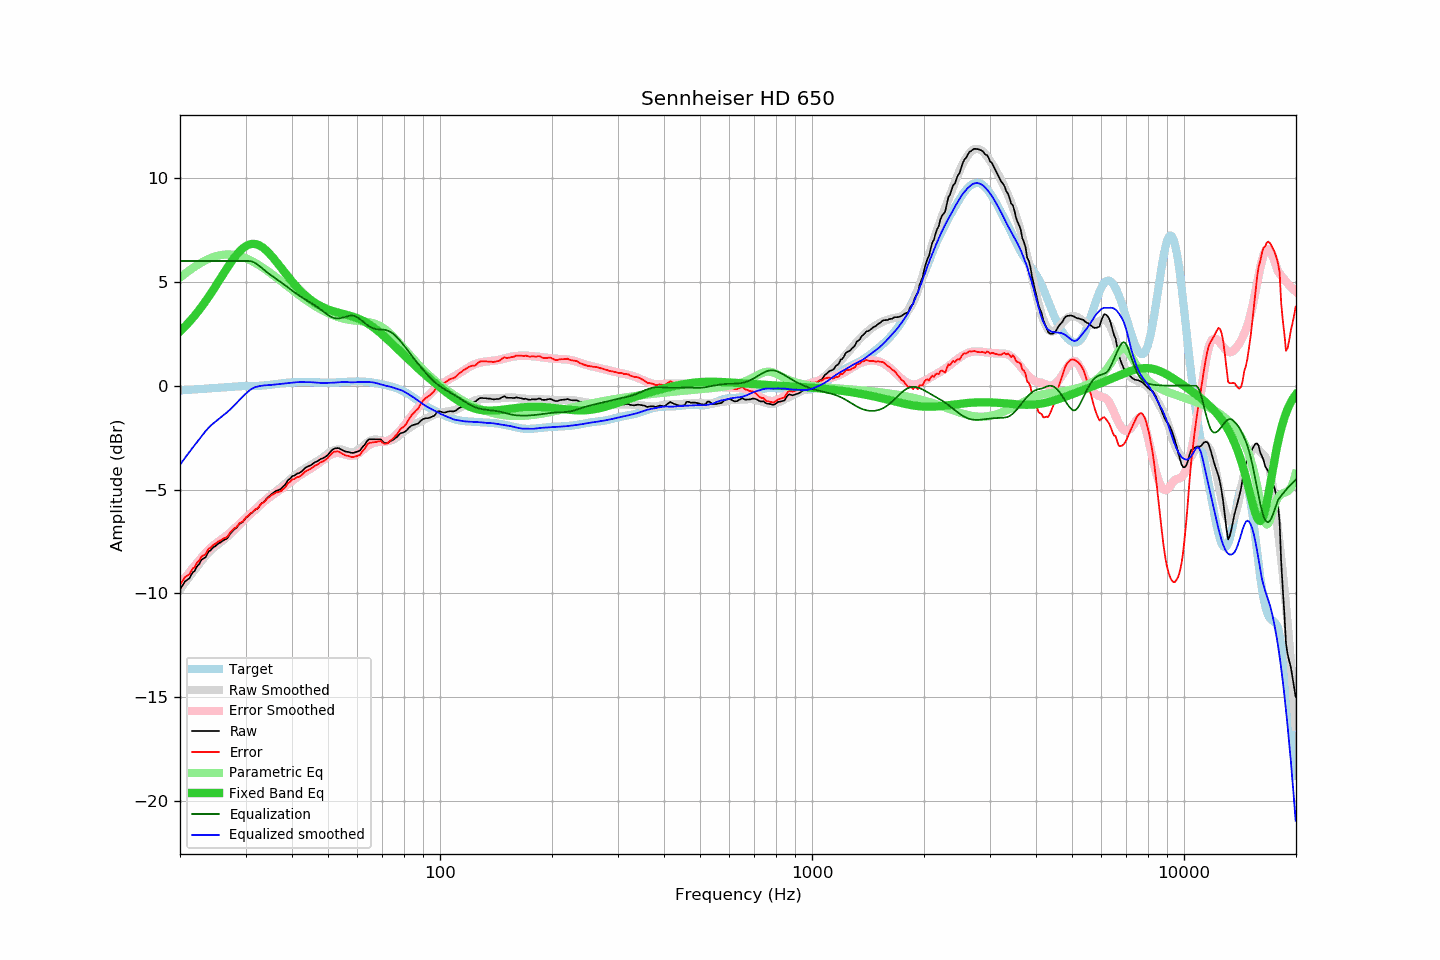 Sennheiser HD 650
10
5
0
−5
−10
−15
−20
Amplitude (dBr)
Target
Raw Smoothed
Error Smoothed
Raw
Error
Parametric Eq
Fixed Band Eq
Equalization
Equalized smoothed
100
1000
10000
Frequency (Hz)